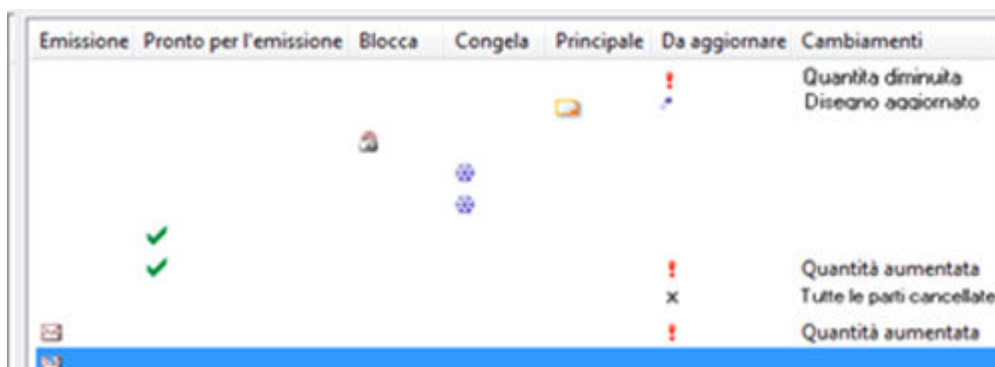 Emissione Pronto per l'emissione Blocca Congela Principale Da aggiornare Cambiamenti
Quantita diminuita
Disegno aggiornato
Quantità aumentata
Tutte le parti cancellate
Quantità aumentata